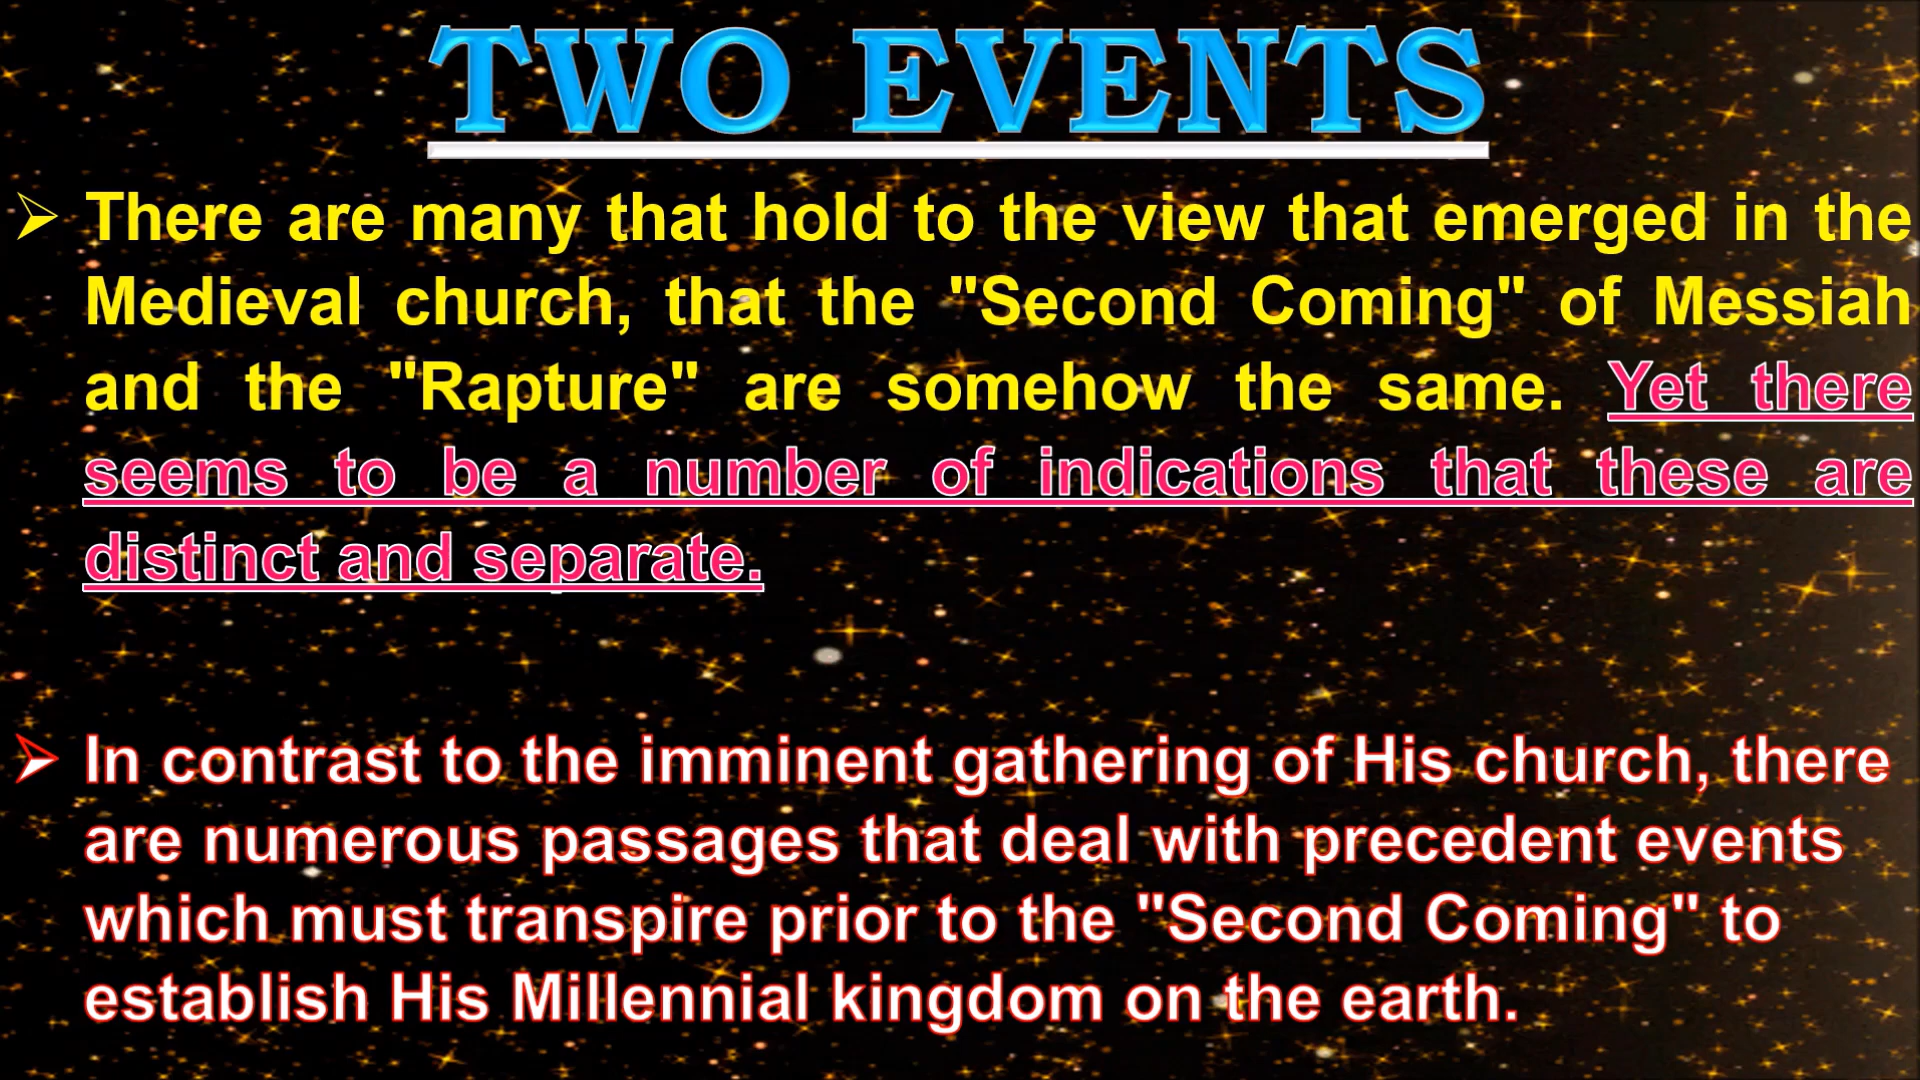 TWO EVENTS
There are many that hold to the view that emerged in the
Medieval church, that the "Second Coming" of Messiah
and the "Rapture" are somehow the same. Yet there
seems to be a number of indications that these are
distinct and separate.
In contrast to the imminent gathering of His church, there
are numerous passages that deal with precedent events
which must transpire prior to the "Second Coming" to
establish His Millennial kingdom on the earth.